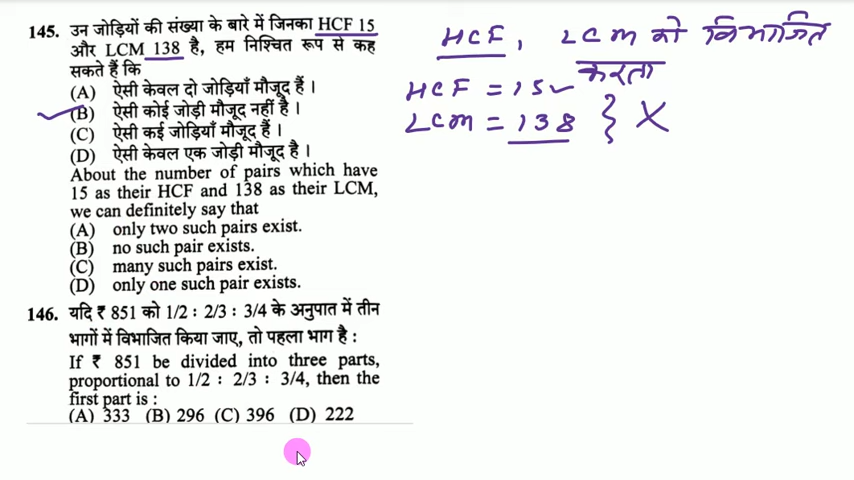 145. उन जोड़ियों की संख्या के बारे में जिनका HCF 15
और LCM 138 है, हम निश्चित रूप से कह
सकते हैं कि
(A) ऐसी केवल दो जोड़ियाँ मौजूद हैं ।
(B) ऐसी कोई जोड़ी मौजूद नहीं है ।
(C) ऐसी कई जोड़ियाँ मौजूद हैं ।
(D) ऐसी केवल एक जोड़ी मौजूद है ।
About the number of pairs which have
15 as their HCF and 138 as their LCM,
we can definitely say that
(A) only two such pairs exist.
(B) no such pair exists.
(C) many such pairs exist.
(D) only one such pair exists.
146. यदि ₹ 851 को 1/2 : 2/3 : 3/4 के अनुपात में तीन
भागों में विभाजित किया जाए, तो पहला भाग है :
If ₹ 851 be divided into three parts,
proportional to 1/2 : 2/3 : 3/4, then the
first part is :
(A) 333 (B) 296 (C) 396 (D) 222
HCF, LCM को विभाजित
करता
HCF = 15
LCM = 138 } X